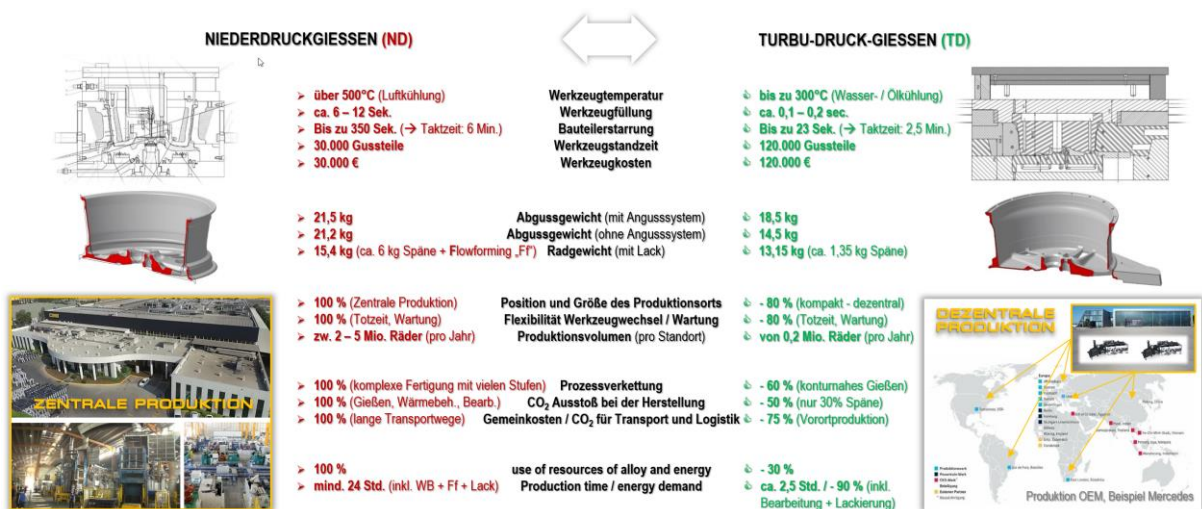 NIEDERDRUCKGIESSEN (ND)
TURBU-DRUCK-GIESSEN (TD)
über 500°C (Luftkühlung) Werkzeugtemperatur bis zu 300°C (Wasser- / Ölkühlung)
ca. 6 – 12 Sek. Werkzeugfüllung ca. 0,1 – 0,2 sec.
Bis zu 350 Sek. (→ Taktzeit: 6 Min.) Bauteilerstarrung Bis zu 23 Sek. (→ Taktzeit: 2,5 Min.)
30.000 Gussteile Werkzeugstandzeit 120.000 Gussteile
30.000 € Werkzeugkosten 120.000 €
21,5 kg Abgussgewicht (mit Angusssystem) 18,5 kg
21,2 kg Abgussgewicht (ohne Angusssystem) 14,5 kg
15,4 kg (ca. 6 kg Späne + Flowforming „Ff“) Radgewicht (mit Lack) 13,15 kg (ca. 1,35 kg Späne)
100 % (Zentrale Produktion) Position und Größe des Produktionsorts - 80 % (kompakt - dezentral)
100 % (Totzeit, Wartung) Flexibilität Werkzeugwechsel / Wartung - 80 % (Totzeit, Wartung)
zw. 2 – 5 Mio. Räder (pro Jahr) Produktionsvolumen (pro Standort) von 0,2 Mio. Räder (pro Jahr)
100 % (komplexe Fertigung mit vielen Stufen) Prozessverkettung - 60 % (konturnahes Gießen)
100 % (Gießen, Wärmebeh., Bearb.) CO2 Ausstoß bei der Herstellung - 50 % (nur 30% Späne)
100 % (lange Transportwege) Gemeinkosten / CO2 für Transport und Logistik - 75 % (Vorortproduktion)
100 % use of resources of alloy and energy - 30 %
mind. 24 Std. (inkl. WB + Ff + Lack) Production time / energy demand ca. 2,5 Std. / - 90 % (inkl.
Bearbeitung + Lackierung)
ZENTRALE PRODUKTION
DEZENTRALE
PRODUKTION
Produktion OEM, Beispiel Mercedes